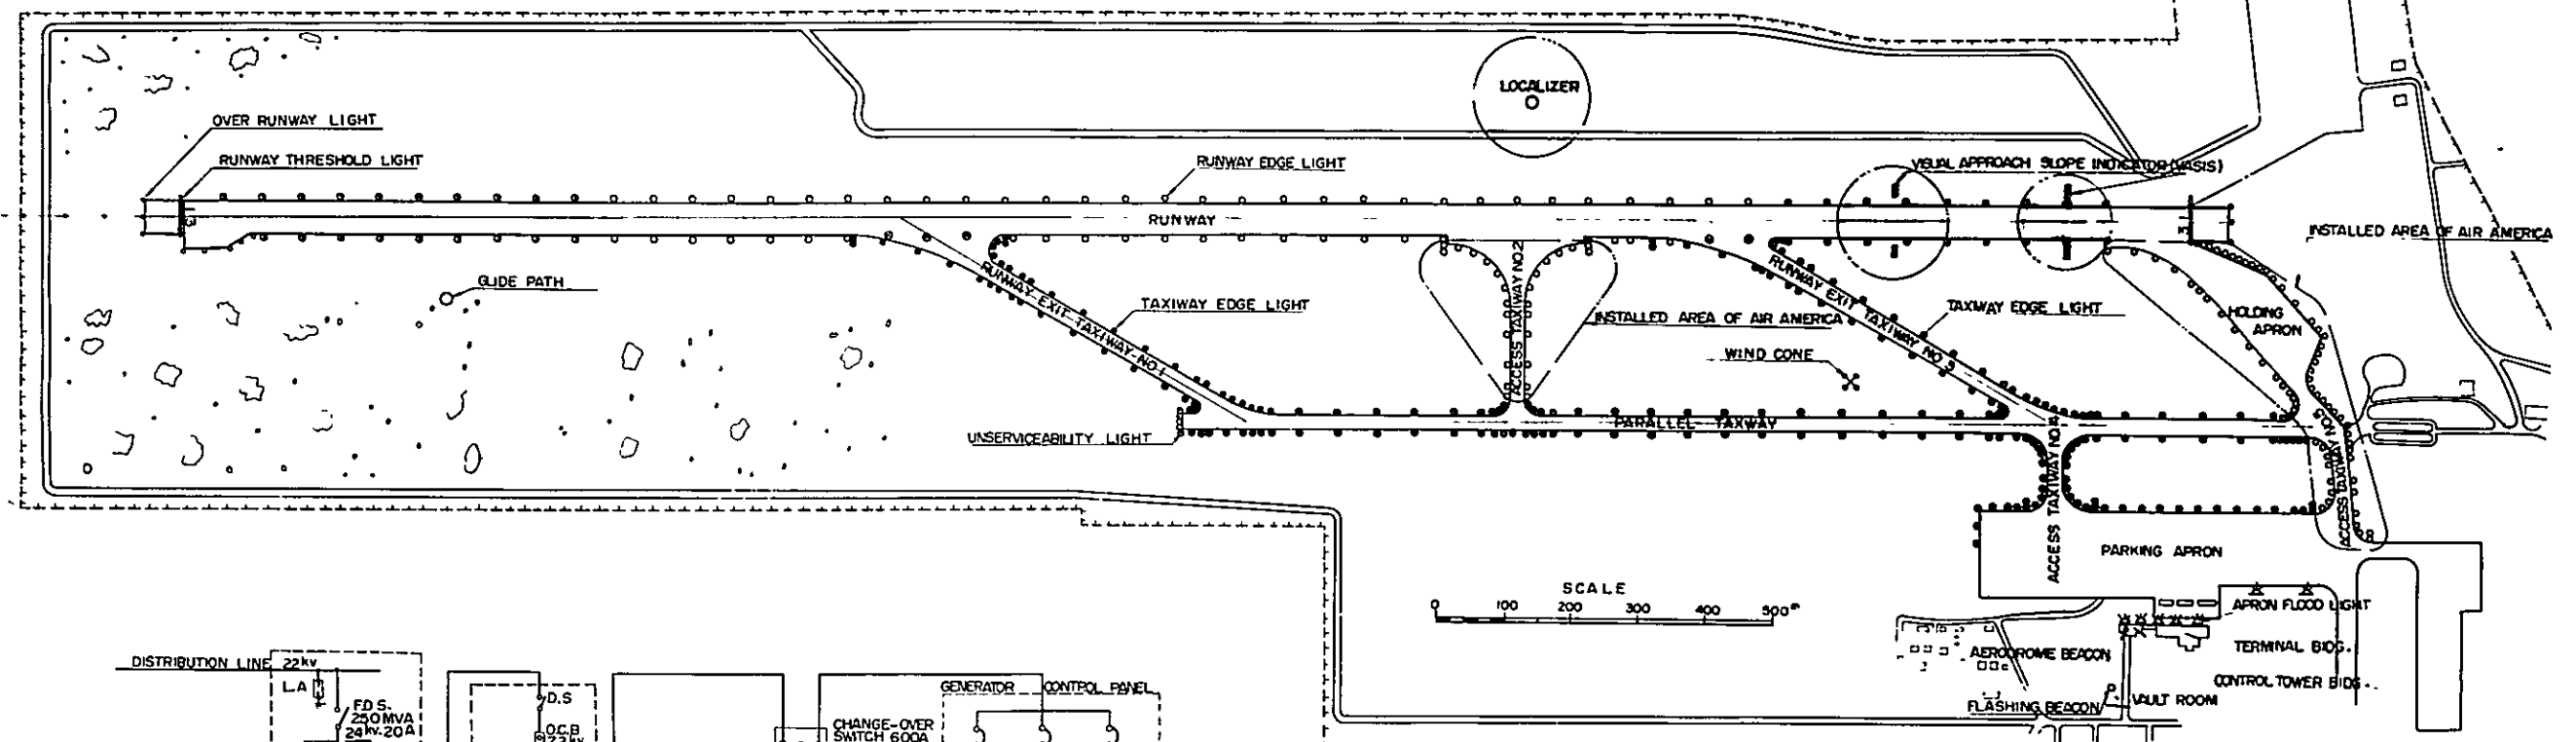 LOCALIZER
OVER RUNWAY LIGHT
RUNWAY THRESHOLD LIGHT
RUNWAY EDGE LIGHT
VISUAL APPROACH SLOPE INDICATOR (VASIS)
RUNWAY
INSTALLED AREA OF AIR AMERICA
GLIDE PATH
RUNWAY EXIT TAXIWAY NO.1
TAXIWAY EDGE LIGHT
ACCESS TAXIWAY NO.2
INSTALLED AREA OF AIR AMERICA
RUNWAY EXIT TAXIWAY NO.3
TAXIWAY EDGE LIGHT
HOLDING
APRON
WIND CONE
UNSERVICEABILITY LIGHT
PARALLEL TAXIWAY
ACCESS TAXIWAY NO.4
ACCESS TAXIWAY NO.5
PARKING APRON
SCALE
0 100 200 300 400 500m
APRON FLOOD LIGHT
TERMINAL BLDG.
AERODROME BEACON
CONTROL TOWER BLDG.
VAULT ROOM
FLASHING BEACON
DISTRIBUTION LINE 22kv
L.A
F.D.S.
250MVA
24kv-20A
D.S
O.C.B
CHANGE-OVER
SWITCH 600A
GENERATOR CONTROL PANEL